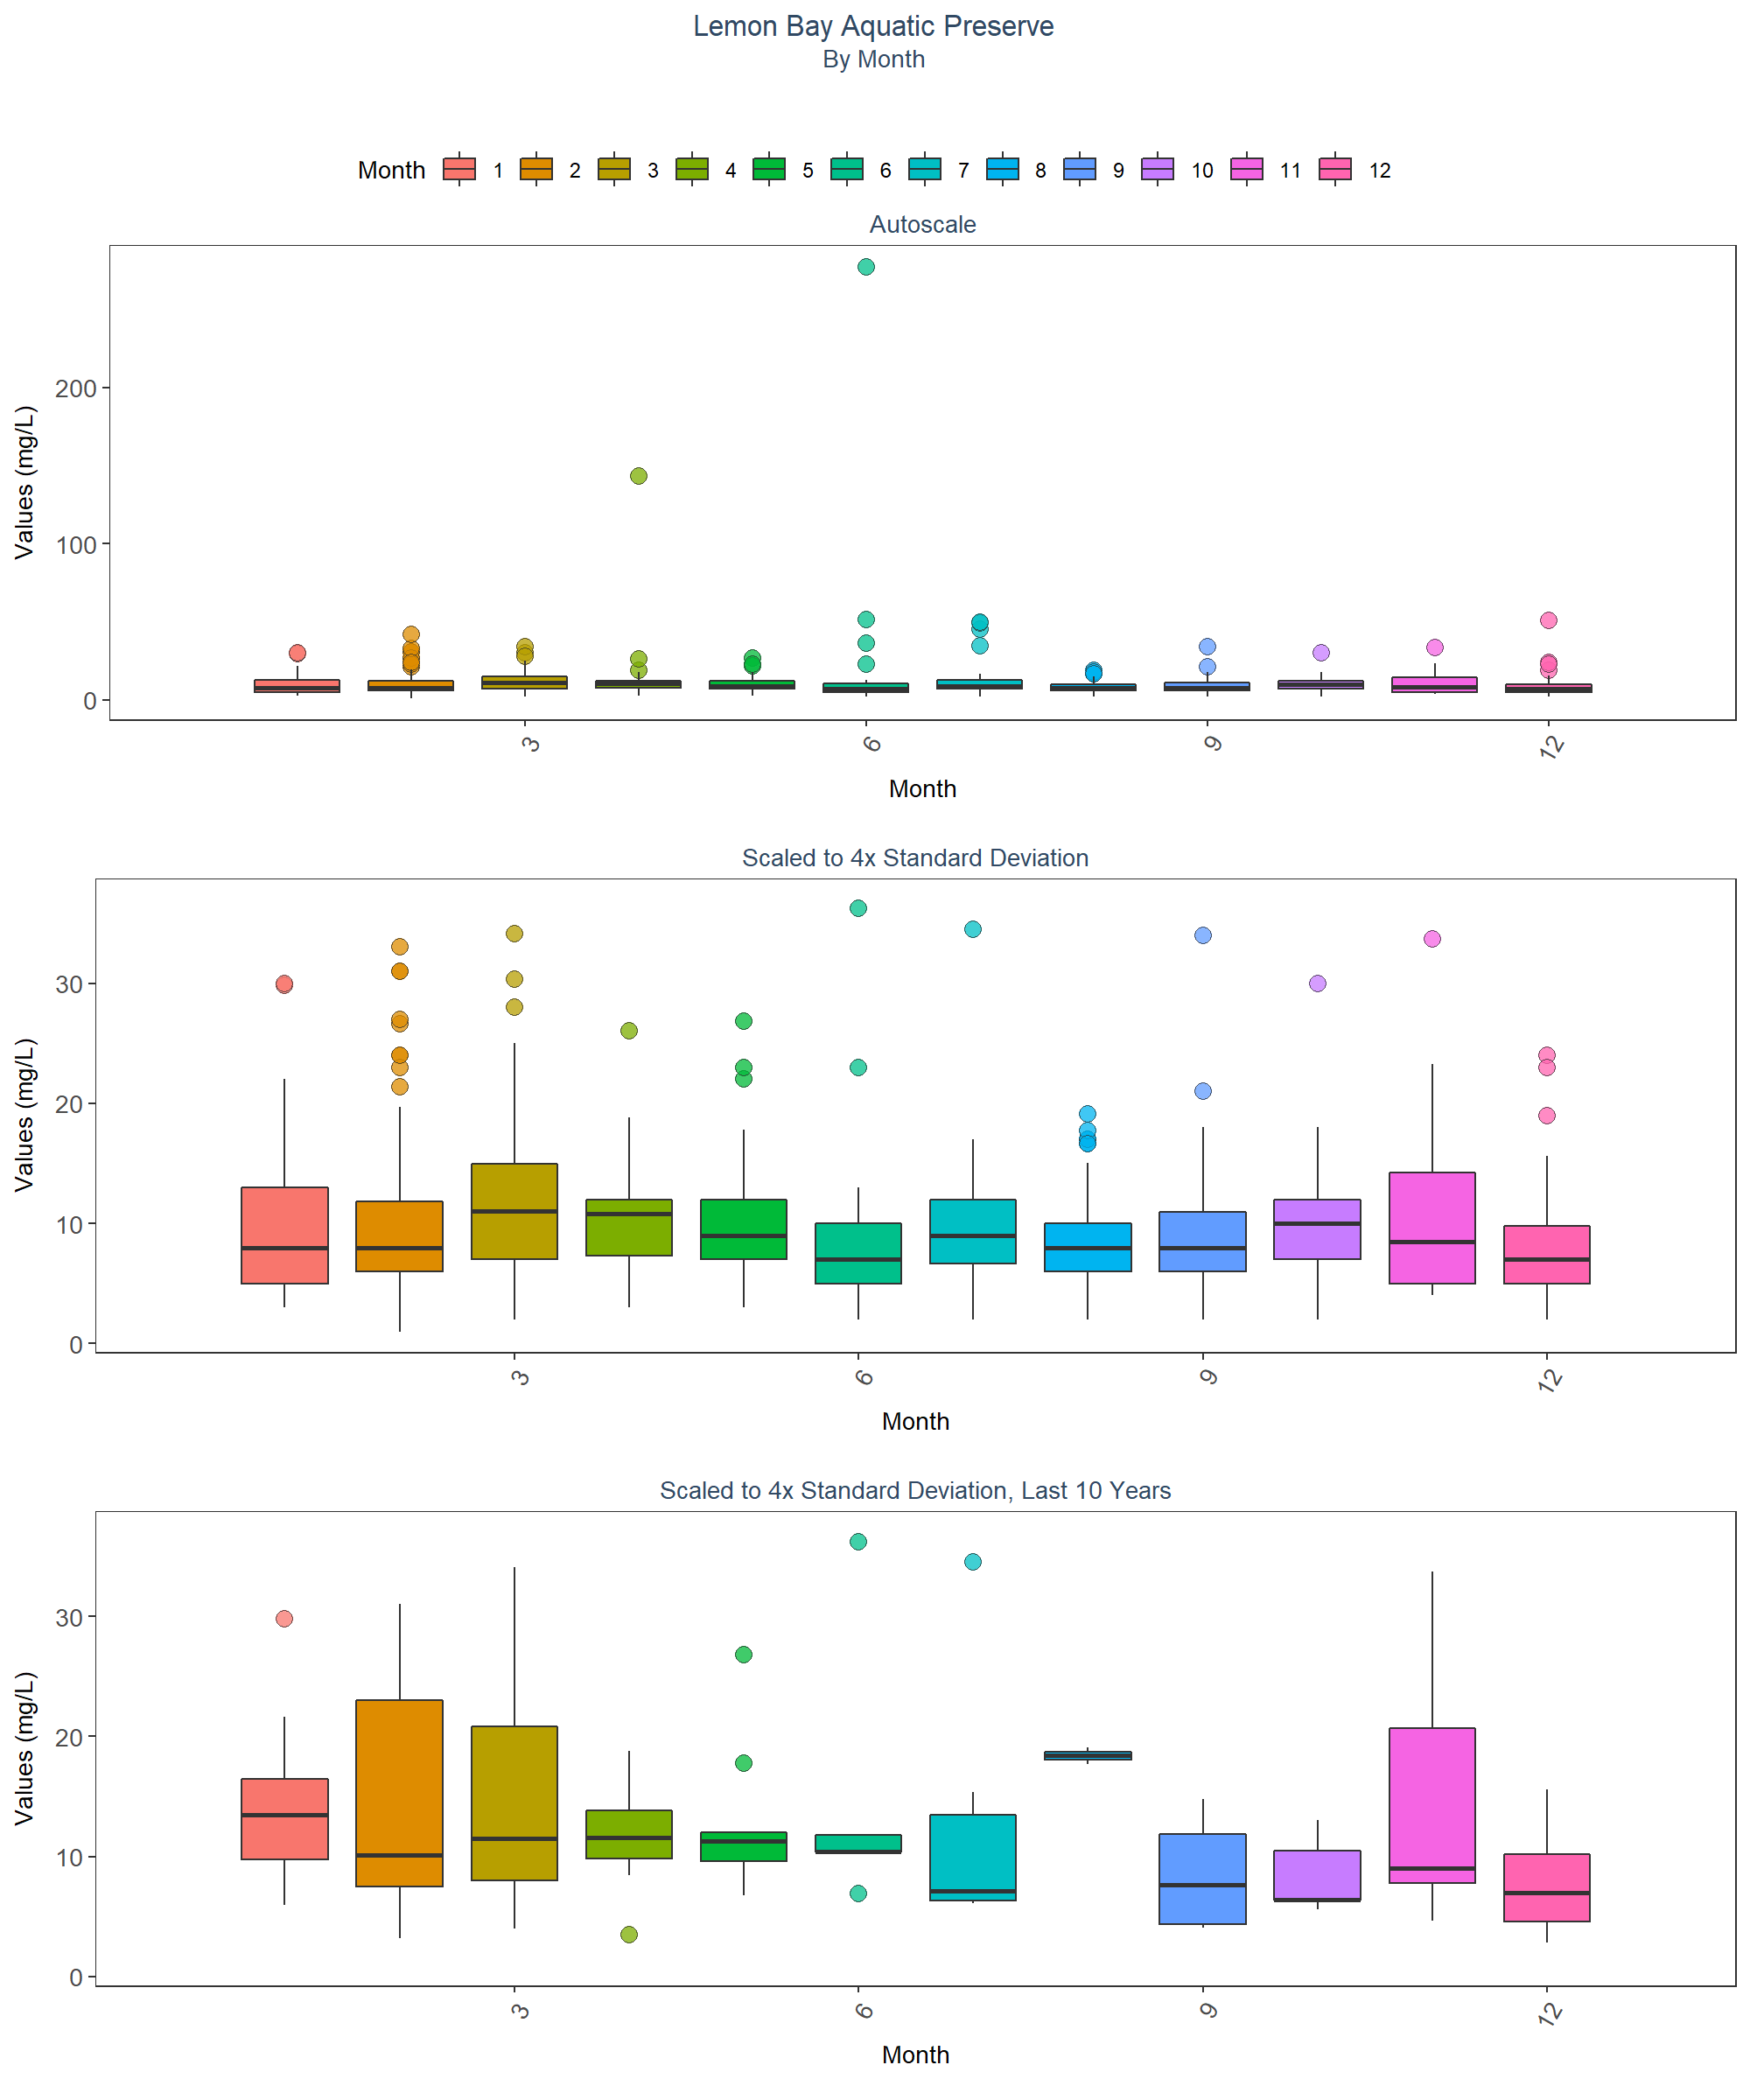 Lemon Bay Aquatic Preserve
By Month
Month 1 2 3 4 5 6 7 8 9 10 11 12
Autoscale
Values (mg/L)
200
100
0
3 6 9 12
Month
Scaled to 4x Standard Deviation
Values (mg/L)
30
20
10
0
3 6 9 12
Month
Scaled to 4x Standard Deviation, Last 10 Years
Values (mg/L)
30
20
10
0
3 6 9 12
Month